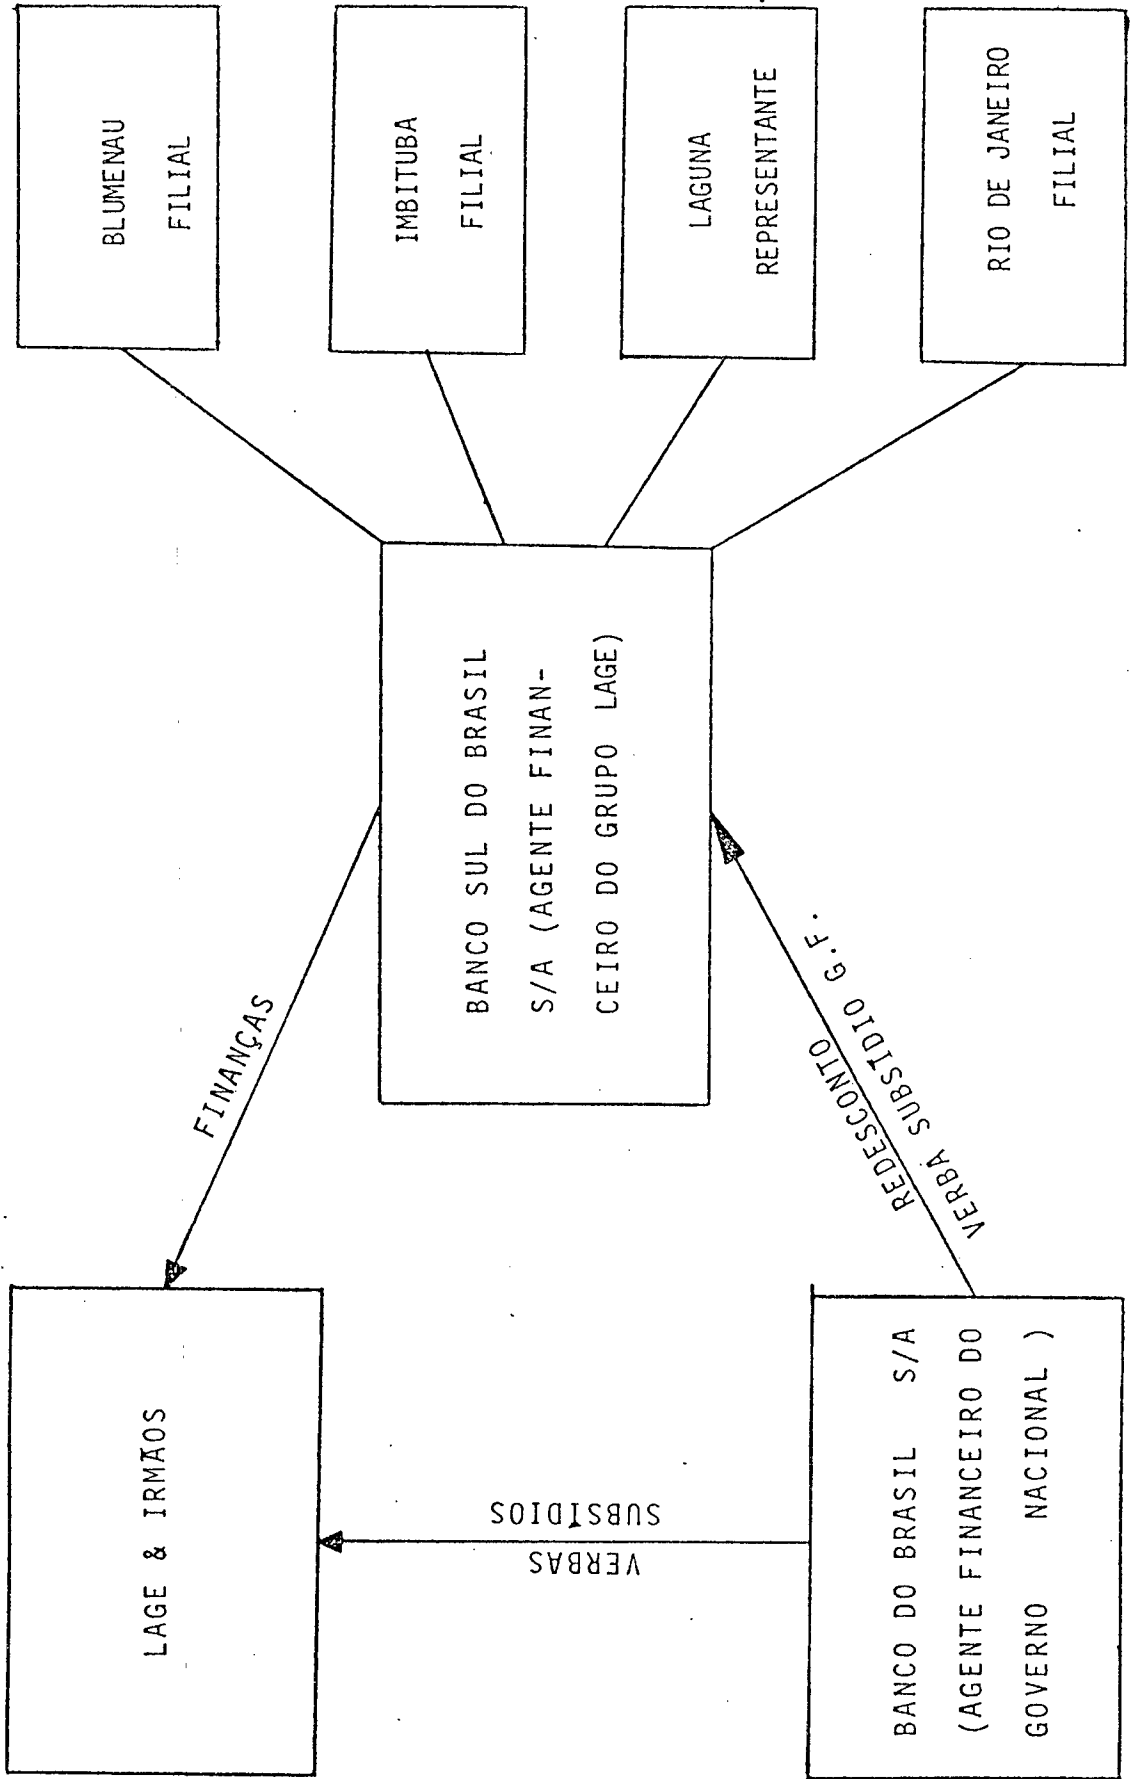 LAGE & IRMÃOS
FINANÇAS
BLUMENAU
FILIAL
IMBITUBA
FILIAL
BANCO SUL DO BRASIL
S/A (AGENTE FINAN-
CEIRO DO GRUPO LAGE)
LAGUNA
REPRESENTANTE
RIO DE JANEIRO
FILIAL
SUBSÍDIOS
VERBAS
REDESCONTO
VERBA SUBSÍDIO G.F.
BANCO DO BRASIL S/A
(AGENTE FINANCEIRO DO
GOVERNO NACIONAL )